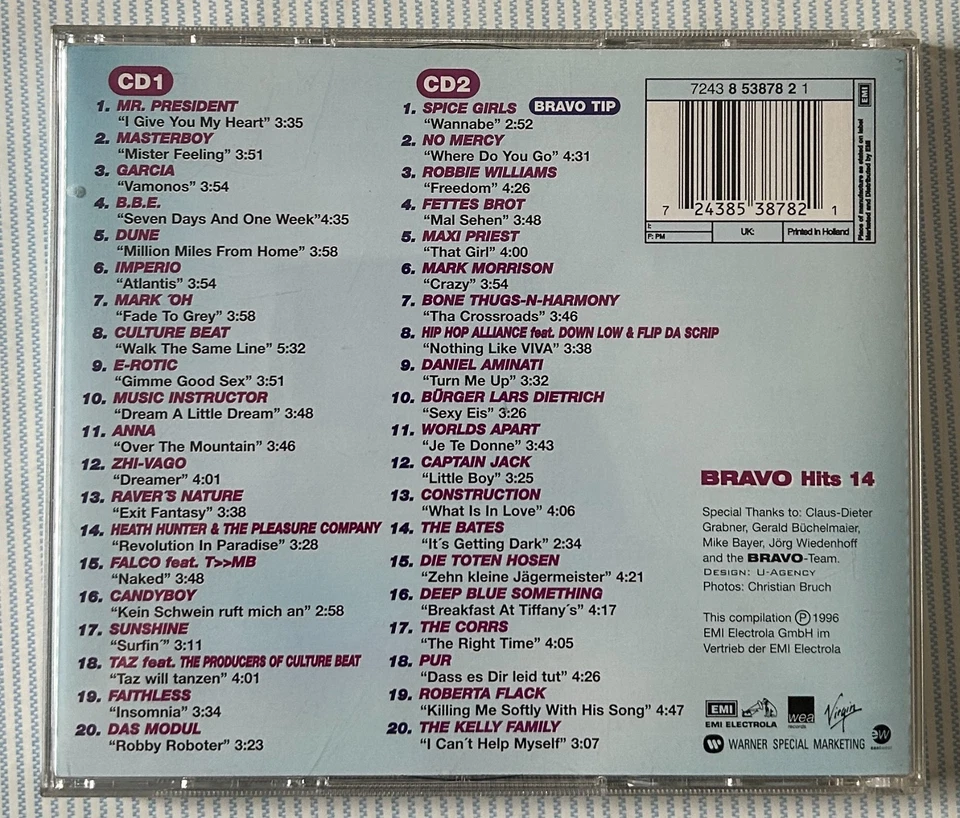 CD1
1. MR. PRESIDENT
“I Give You My Heart” 3:35
2. MASTERBOY
“Mister Feeling” 3:51
3. GARCIA
“Vamonos” 3:54
4. B.B.E.
“Seven Days And One Week”4:35
5. DUNE
“Million Miles From Home” 3:58
6. IMPERIO
“Atlantis” 3:54
7. MARK ´OH
“Fade To Grey” 3:58
8. CULTURE BEAT
“Walk The Same Line” 5:32
9. E-ROTIC
“Gimme Good Sex” 3:51
10. MUSIC INSTRUCTOR
“Dream A Little Dream” 3:48
11. ANNA
“Over The Mountain” 3:46
12. ZHI-VAGO
“Dreamer” 4:01
13. RAVER´S NATURE
“Exit Fantasy” 3:38
14. HEATH HUNTER & THE PLEASURE COMPANY
“Revolution In Paradise” 3:28
15. FALCO feat. T>>MB
“Naked” 3:48
16. CANDYBOY
“Kein Schwein ruft mich an” 2:58
17. SUNSHINE
“Surfin´” 3:11
18. TAZ feat. THE PRODUCERS OF CULTURE BEAT
“Taz will tanzen” 4:01
19. FAITHLESS
“Insomnia” 3:34
20. DAS MODUL
“Robby Roboter” 3:23
CD2
1. SPICE GIRLS BRAVO TIP
“Wannabe” 2:52
2. NO MERCY
“Where Do You Go” 4:31
3. ROBBIE WILLIAMS
“Freedom” 4:26
4. FETTES BROT
“Mal Sehen” 3:48
5. MAXI PRIEST
“That Girl” 4:00
6. MARK MORRISON
“Crazy” 3:54
7. BONE THUGS-N-HARMONY
“Tha Crossroads” 3:46
8. HIP HOP ALLIANCE feat. DOWN LOW & FLIP DA SCRIP
“Nothing Like VIVA” 3:38
9. DANIEL AMINATI
“Turn Me Up” 3:32
10. BÜRGER LARS DIETRICH
“Sexy Eis” 3:26
11. WORLDS APART
“Je Te Donne” 3:43
12. CAPTAIN JACK
“Little Boy” 3:25
13. CONSTRUCTION
“What Is In Love” 4:06
14. THE BATES
“It´s Getting Dark” 2:34
15. DIE TOTEN HOSEN
“Zehn kleine Jägermeister” 4:21
16. DEEP BLUE SOMETHING
“Breakfast At Tiffany´s” 4:17
17. THE CORRS
“The Right Time” 4:05
18. PUR
“Dass es Dir leid tut” 4:26
19. ROBERTA FLACK
“Killing Me Softly With His Song” 4:47
20. THE KELLY FAMILY
“I Can´t Help Myself” 3:07
7243 8 53878 2 1
7 24385 38782 1
I:
F: PM
UK:
Printed in Holland
EMI
Place of manufacture as stated on label
Marketed and Distributed by EMI
BRAVO Hits 14
Special Thanks to: Claus-Dieter
Grabner, Gerald Büchelmaier,
Mike Bayer, Jörg Wiedenhoff
and the BRAVO-Team.
DESIGN: U-AGENCY
Photos: Christian Bruch
This compilation Ⓟ 1996
EMI Electrola GmbH im
Vertrieb der EMI Electrola
EMI
EMI ELECTROLA
wea
records
Virgin
WARNER SPECIAL MARKETING
ew